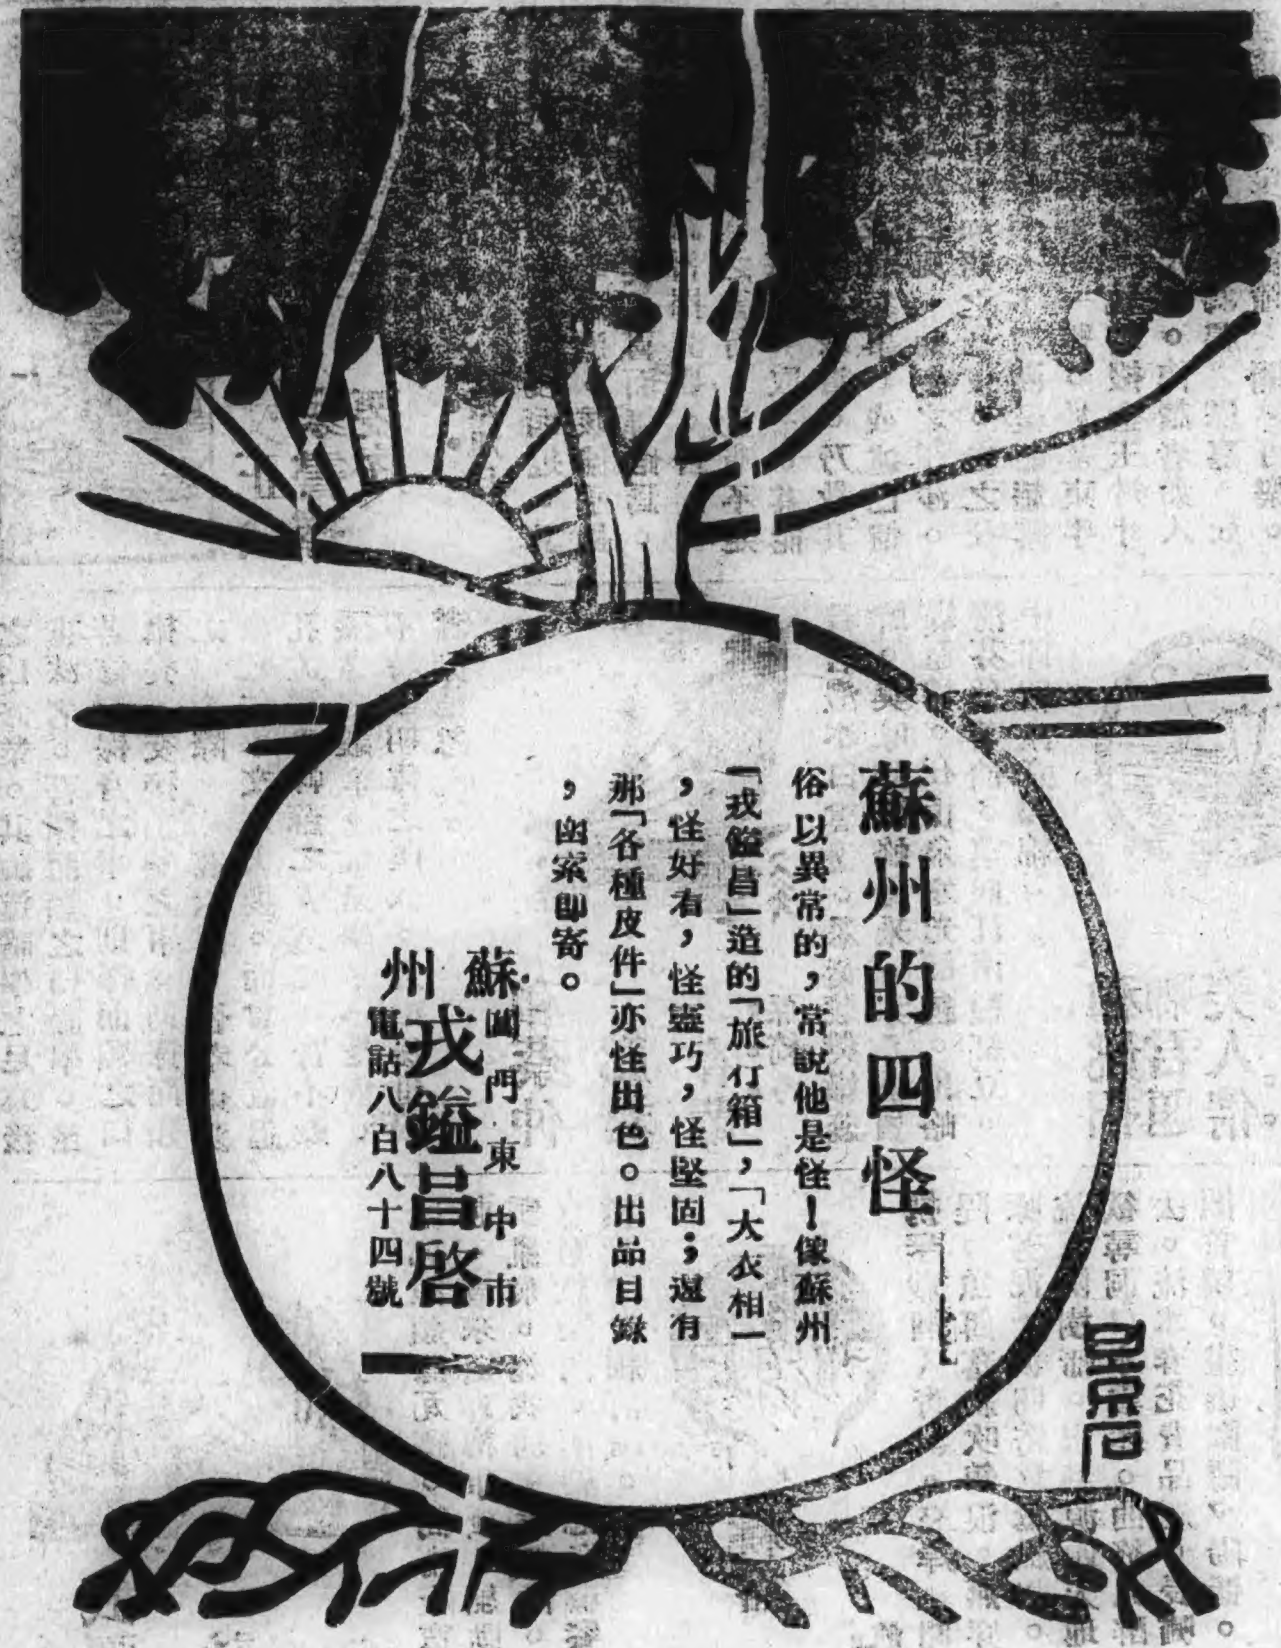 蘇州的四怪
俗以異常的，常說他是怪！像蘇州
「戎鎰昌」造的「旅行箱」，「大衣相」
，怪好看，怪靈巧，怪堅固；還有
那「各種皮件」亦怪出色。出品目錄
，函索即寄。
蘇州
閶門東中市
戎鎰昌啓
電話八百八十四號